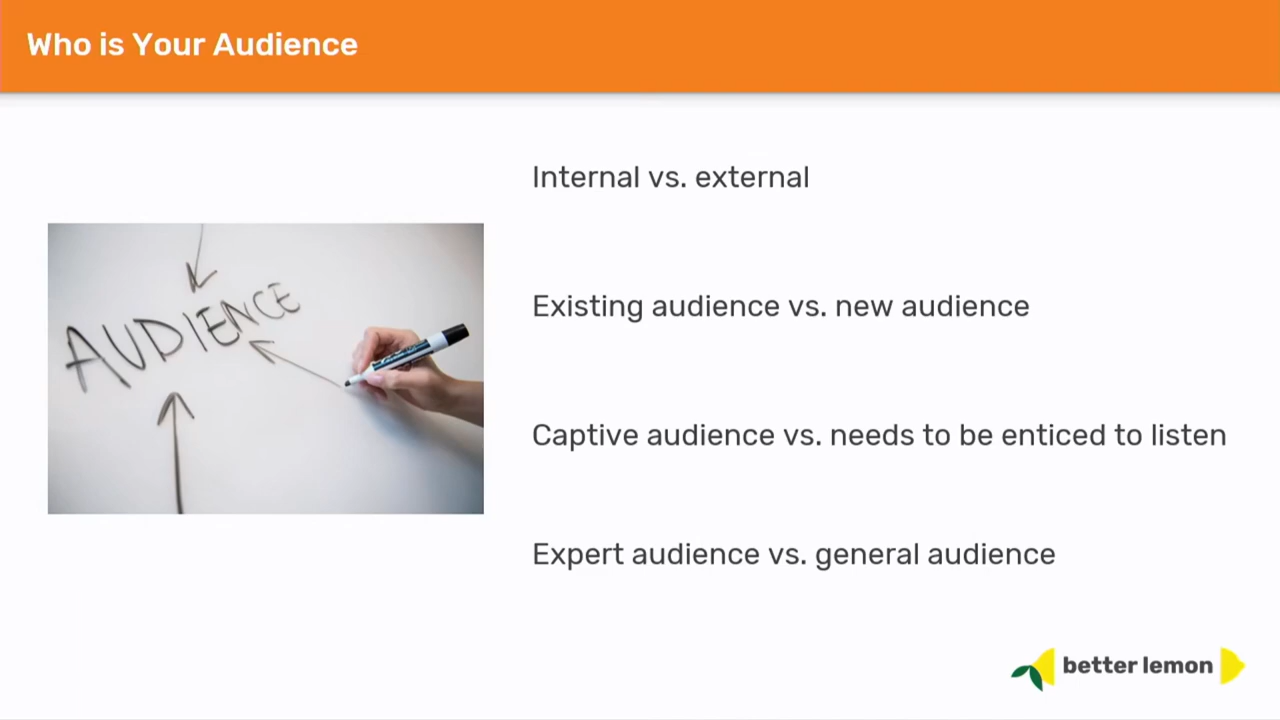 Who is Your Audience
Internal vs. external
AUDIENCE
Existing audience vs. new audience
Captive audience vs. needs to be enticed to listen
Expert audience vs. general audience
better lemon